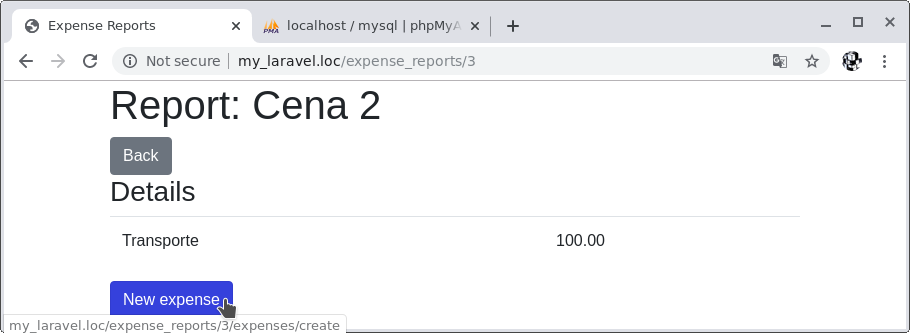 Expense Reports
localhost / mysql | phpMyA
Not secure
my_laravel.loc/expense_reports/3
Report: Cena 2
Back
Details
Transporte 100.00
New expense
my_laravel.loc/expense_reports/3/expenses/create